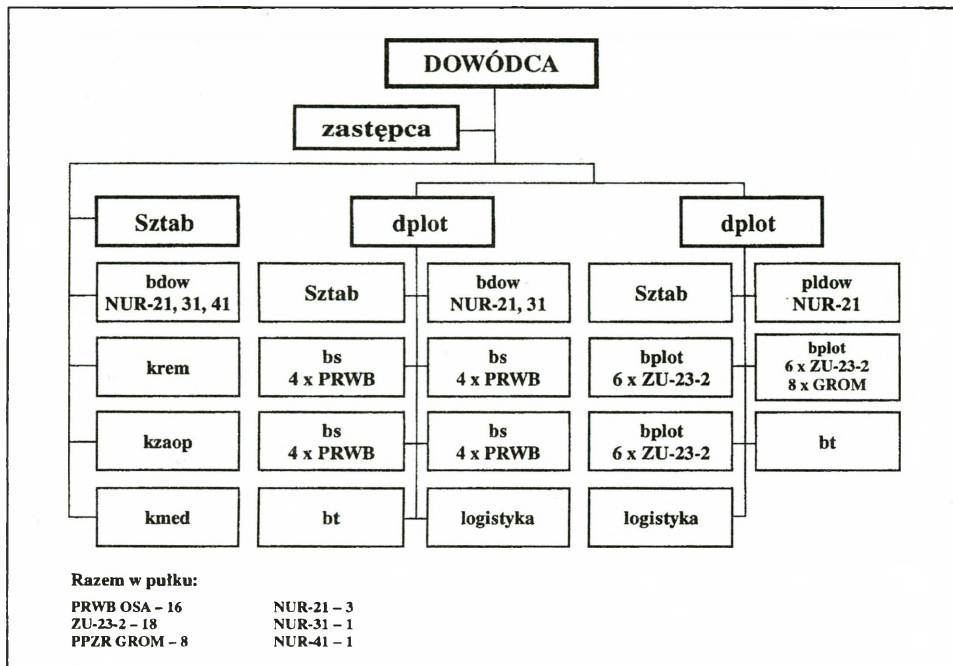 DOWÓDCA
zastępca
Sztab
dplot
dplot
bdow
NUR-21, 31, 41
Sztab
bdow
NUR-21, 31
Sztab
pldow
NUR-21
krem
bs
4 x PRWB
bs
4 x PRWB
bplot
6 x ZU-23-2
bplot
6 x ZU-23-2
8 x GROM
kzaop
bs
4 x PRWB
bs
4 x PRWB
bplot
6 x ZU-23-2
bt
kmed
bt
logistyka
logistyka
Razem w pułku:
PRWB OSA – 16
NUR-21 – 3
ZU-23-2 – 18
NUR-31 – 1
PPZR GROM – 8
NUR-41 – 1